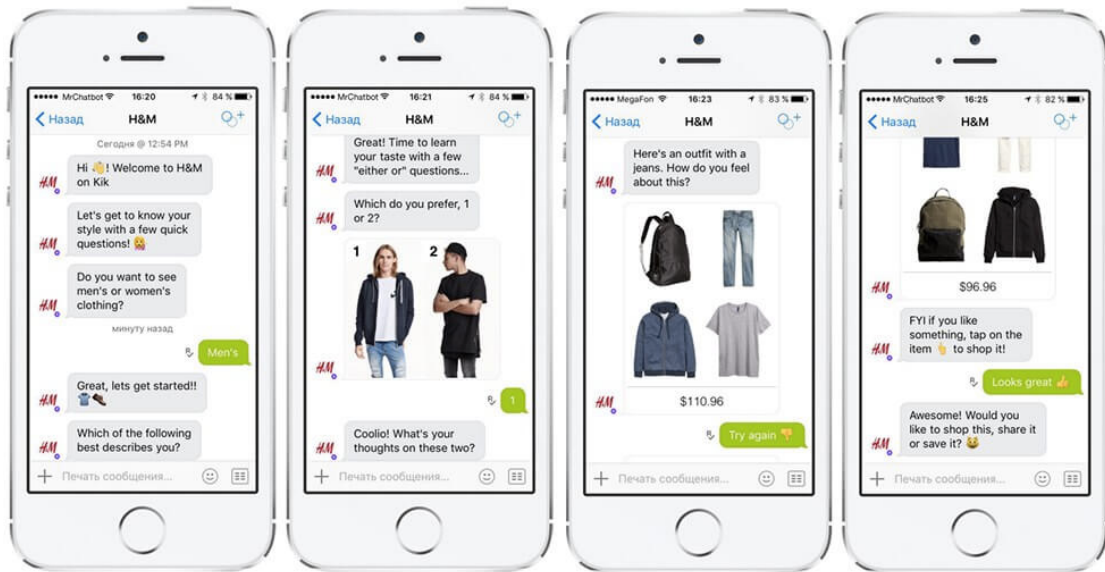 MrChatbot 16:20 84 %
Назад H&M
Сегодня @ 12:54 PM
Hi 👋! Welcome to H&M
on Kik
H&M
Let's get to know your
style with a few quick
questions! 
H&M
Do you want to see
men's or women's
clothing?
H&M
минуту назад
Men's
Great, lets get started!!
👕👞
H&M
Which of the following
best describes you?
H&M
Печать сообщения...
MrChatbot 16:21 84 %
Назад H&M
Great! Time to learn
your taste with a few
"either or" questions...
H&M
Which do you prefer, 1
or 2?
H&M
1 2
H&M
1
Coolio! What's your
thoughts on these two?
H&M
Печать сообщения...
MegaFon 16:23 83 %
Назад H&M
Here's an outfit with a
jeans. How do you feel
about this?
H&M
$110.96
H&M
Try again 👎
Печать сообщения...
MrChatbot 16:25 82 %
Назад H&M
$96.96
H&M
FYI if you like
something, tap on the
item 👆 to shop it!
H&M
Looks great 👍
Awesome! Would you
like to shop this, share it
or save it? 
H&M
Печать сообщения...